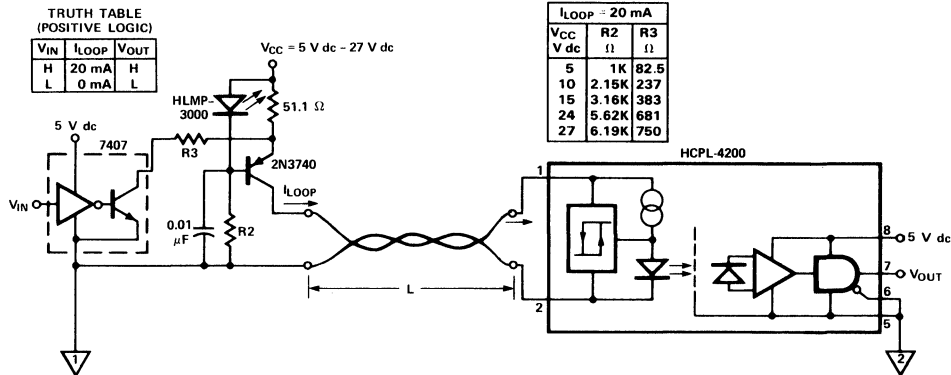 TRUTH TABLE
(POSITIVE LOGIC)
VIN ILOOP VOUT
H 20 mA H
L 0 mA L
ILOOP = 20 mA
VCC V dc R2 Ω R3 Ω
5 1K 82.5
10 2.15K 237
15 3.16K 383
24 5.62K 681
27 6.19K 750
VCC = 5 V dc – 27 V dc
HLMP-
3000
51.1 Ω
5 V dc
7407
R3
2N3740
HCPL-4200
1
ILOOP
VIN
0.01
µF
R2
8
5 V dc
7
VOUT
6
5
L
2
1
2